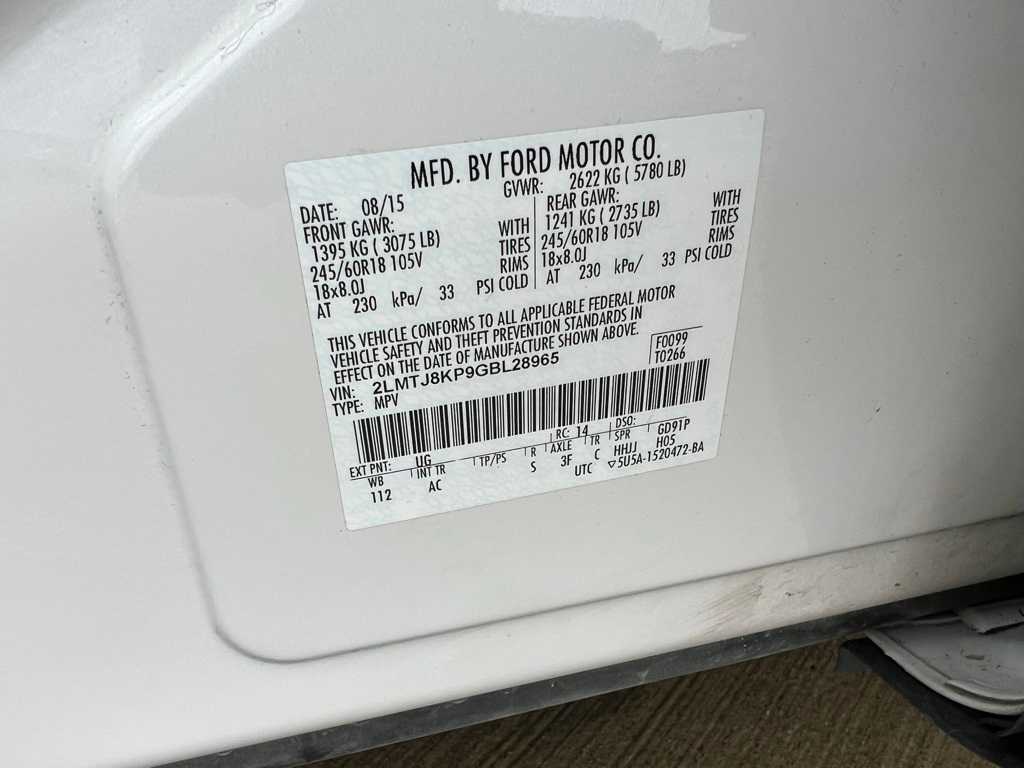 MFD. BY FORD MOTOR CO.
DATE: 08/15 GVWR: 2622 KG ( 5780 LB)
FRONT GAWR: REAR GAWR:
1395 KG ( 3075 LB) WITH 1241 KG ( 2735 LB) WITH
245/60R18 105V TIRES 245/60R18 105V TIRES
18x8.0J RIMS 18x8.0J RIMS
AT 230 kPa/ 33 PSI COLD AT 230 kPa/ 33 PSI COLD
THIS VEHICLE CONFORMS TO ALL APPLICABLE FEDERAL MOTOR
VEHICLE SAFETY AND THEFT PREVENTION STANDARDS IN
EFFECT ON THE DATE OF MANUFACTURE SHOWN ABOVE.
VIN: 2LMTJ8KP9GBL28965 F0099
TYPE: MPV T0266
EXT PNT: UG RC: 14 DSO: GD91P
WB INT TR TP/PS R AXLE TR SPR H05
112 AC S 3F C HHJJ
UTC ▽5U5A-1520472-BA